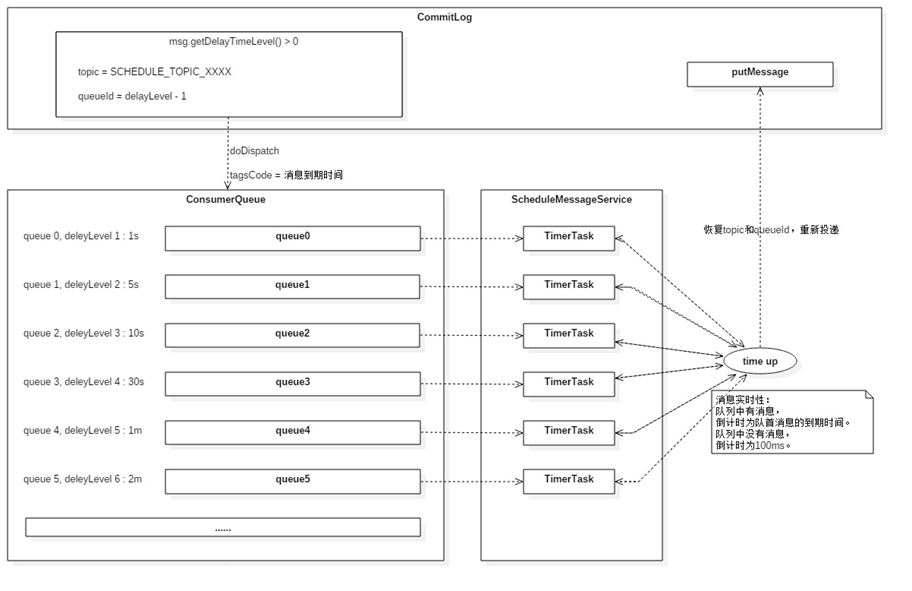 CommitLog
msg.getDelayTimeLevel() > 0
topic = SCHEDULE_TOPIC_XXXX
queueId = delayLevel - 1
putMessage
doDispatch
tagsCode = 消息到期时间
ConsumerQueue
ScheduleMessageService
queue 0, deleyLevel 1 : 1s
queue0
TimerTask
恢复topic和queueId，重新投递
queue 1, deleyLevel 2 : 5s
queue1
TimerTask
queue 2, deleyLevel 3 : 10s
queue2
TimerTask
time up
queue 3, deleyLevel 4 : 30s
queue3
TimerTask
消息实时性：
队列中有消息，
倒计时为队首消息的到期时间。
队列中没有消息，
倒计时为100ms。
queue 4, deleyLevel 5 : 1m
queue4
TimerTask
queue 5, deleyLevel 6 : 2m
queue5
TimerTask
......